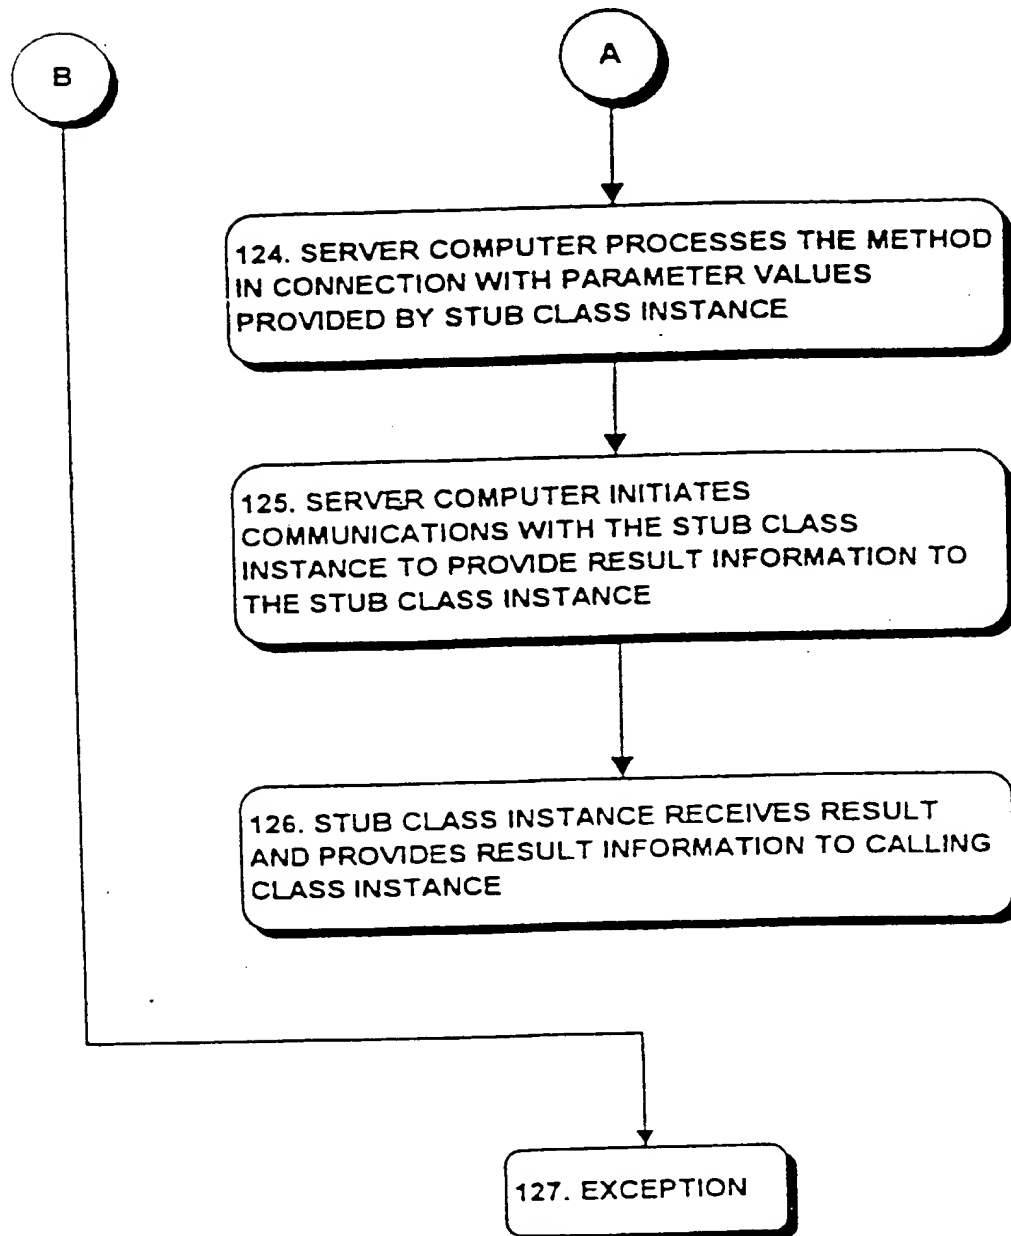 B
A
124. SERVER COMPUTER PROCESSES THE METHOD
IN CONNECTION WITH PARAMETER VALUES
PROVIDED BY STUB CLASS INSTANCE
125. SERVER COMPUTER INITIATES
COMMUNICATIONS WITH THE STUB CLASS
INSTANCE TO PROVIDE RESULT INFORMATION TO
THE STUB CLASS INSTANCE
126. STUB CLASS INSTANCE RECEIVES RESULT
AND PROVIDES RESULT INFORMATION TO CALLING
CLASS INSTANCE
127. EXCEPTION